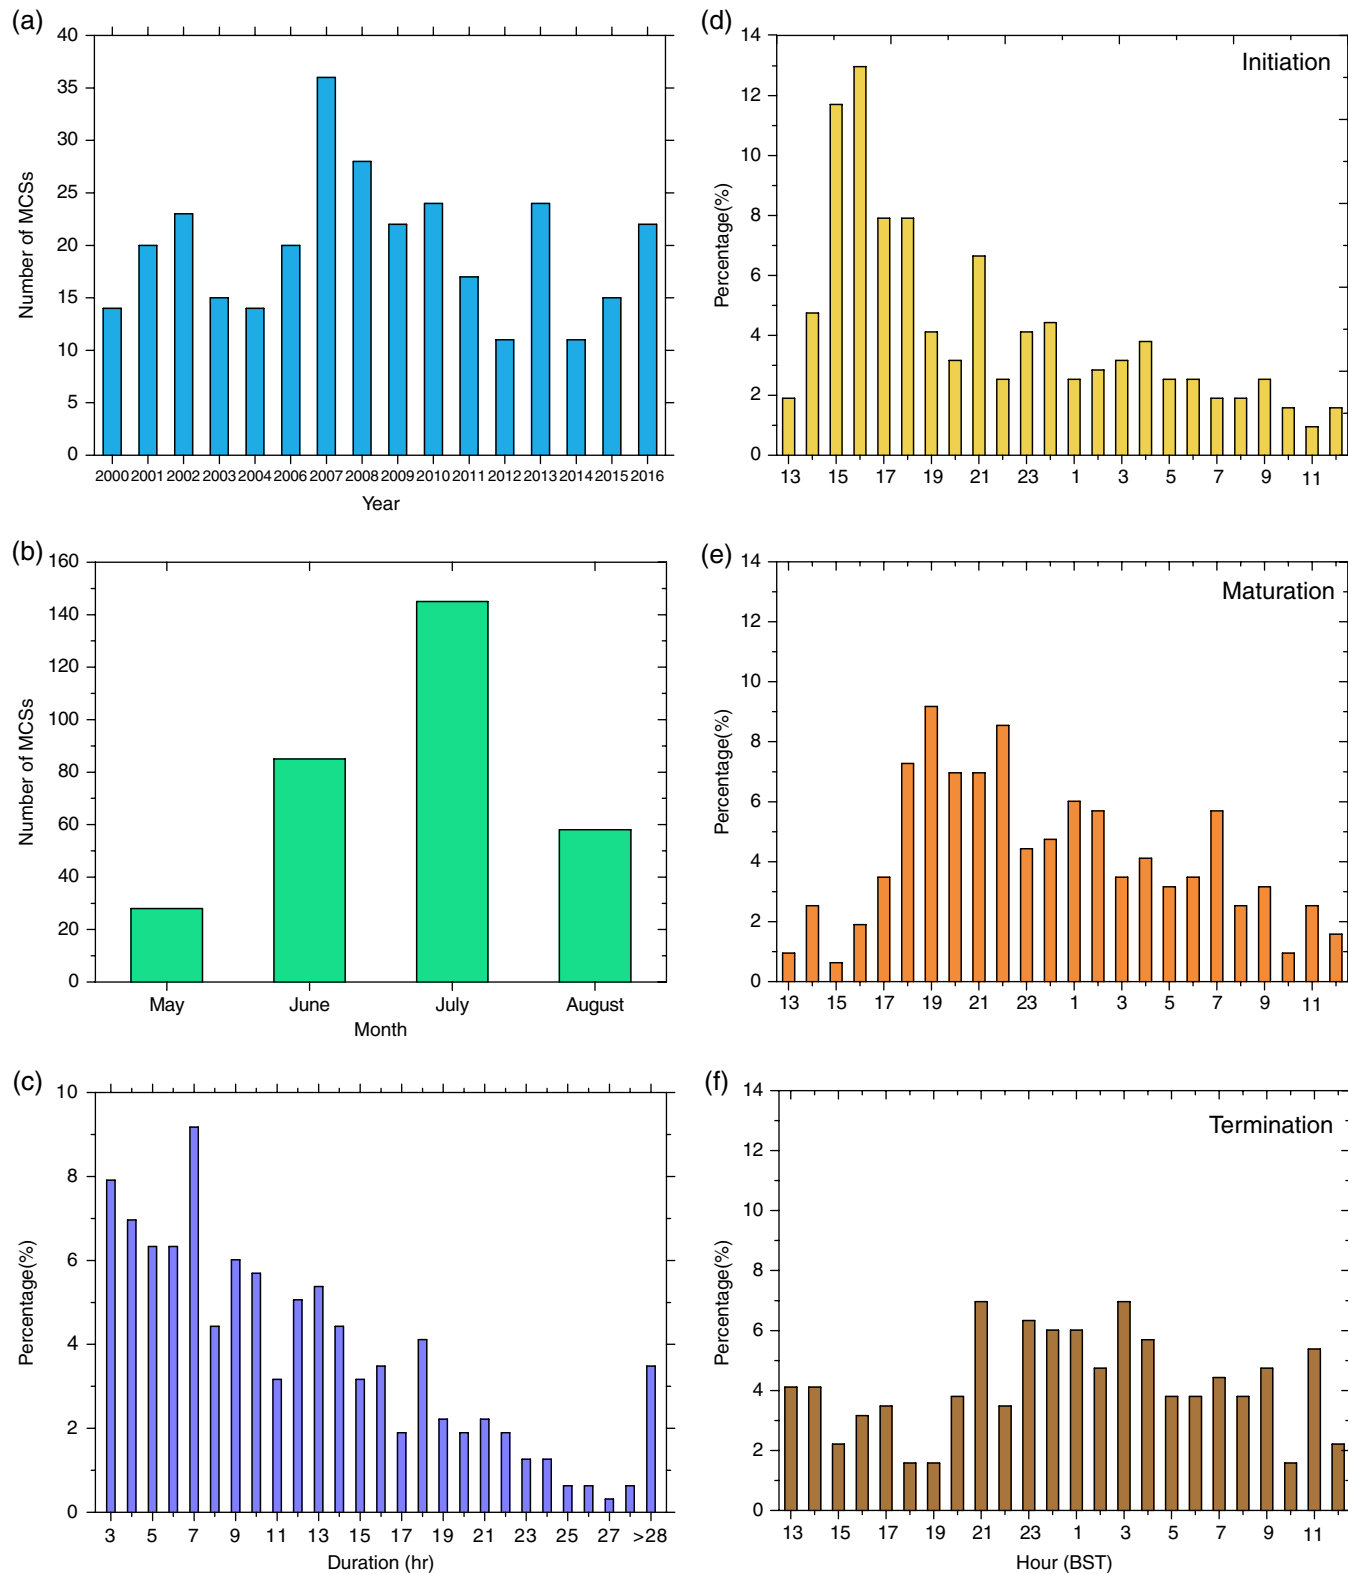 (a)
40
35
30
25
20
15
10
5
0
Number of MCSs
2000 2001 2002 2003 2004 2006 2007 2008 2009 2010 2011 2012 2013 2014 2015 2016
Year
(b)
160
140
120
100
80
60
40
20
0
Number of MCSs
May June July August
Month
(c)
10
8
6
4
2
0
Percentage(%)
3 5 7 9 11 13 15 17 19 21 23 25 27 >28
Duration (hr)
(d)
14
12
10
8
6
4
2
0
Percentage(%)
Initiation
13 15 17 19 21 23 1 3 5 7 9 11
(e)
14
12
10
8
6
4
2
0
Percentage(%)
Maturation
13 15 17 19 21 23 1 3 5 7 9 11
(f)
14
12
10
8
6
4
2
0
Percentage(%)
Termination
13 15 17 19 21 23 1 3 5 7 9 11
Hour (BST)